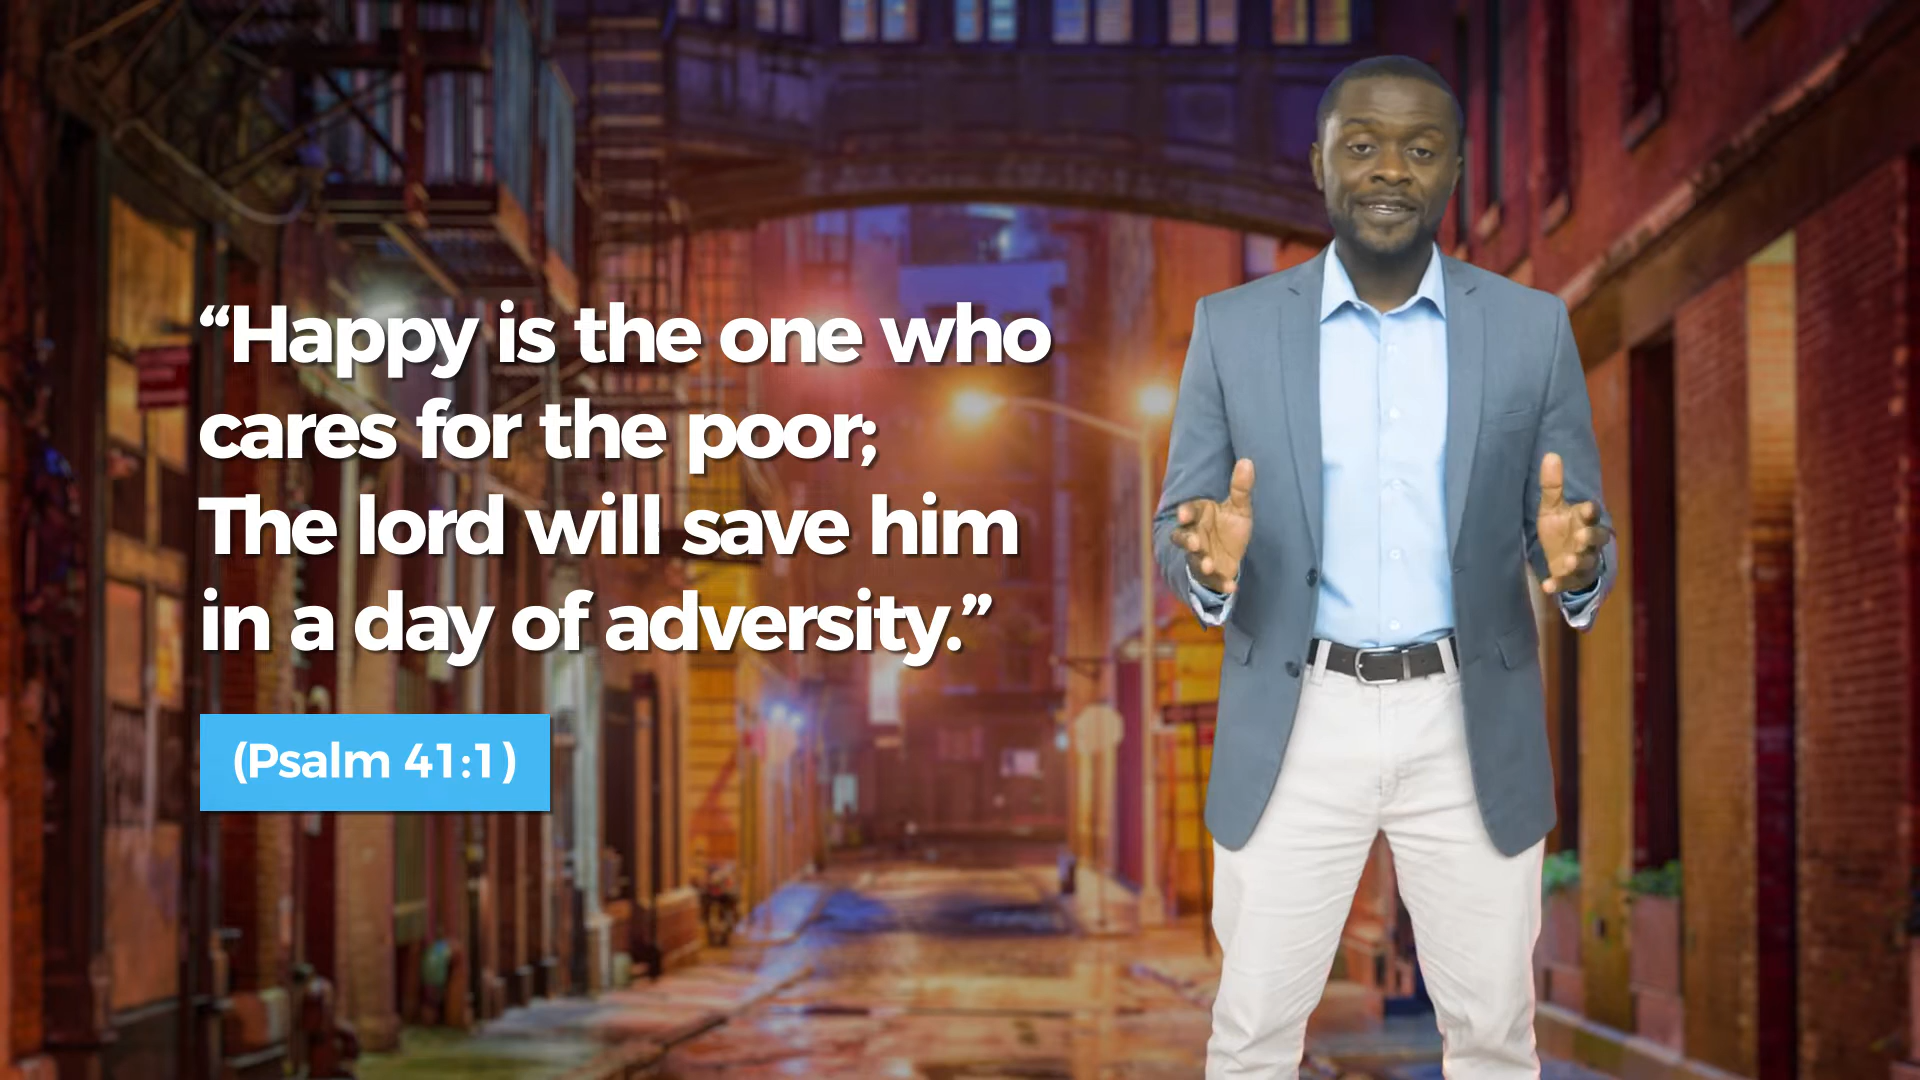 “Happy is the one who
cares for the poor;
The lord will save him
in a day of adversity.”
(Psalm 41:1)